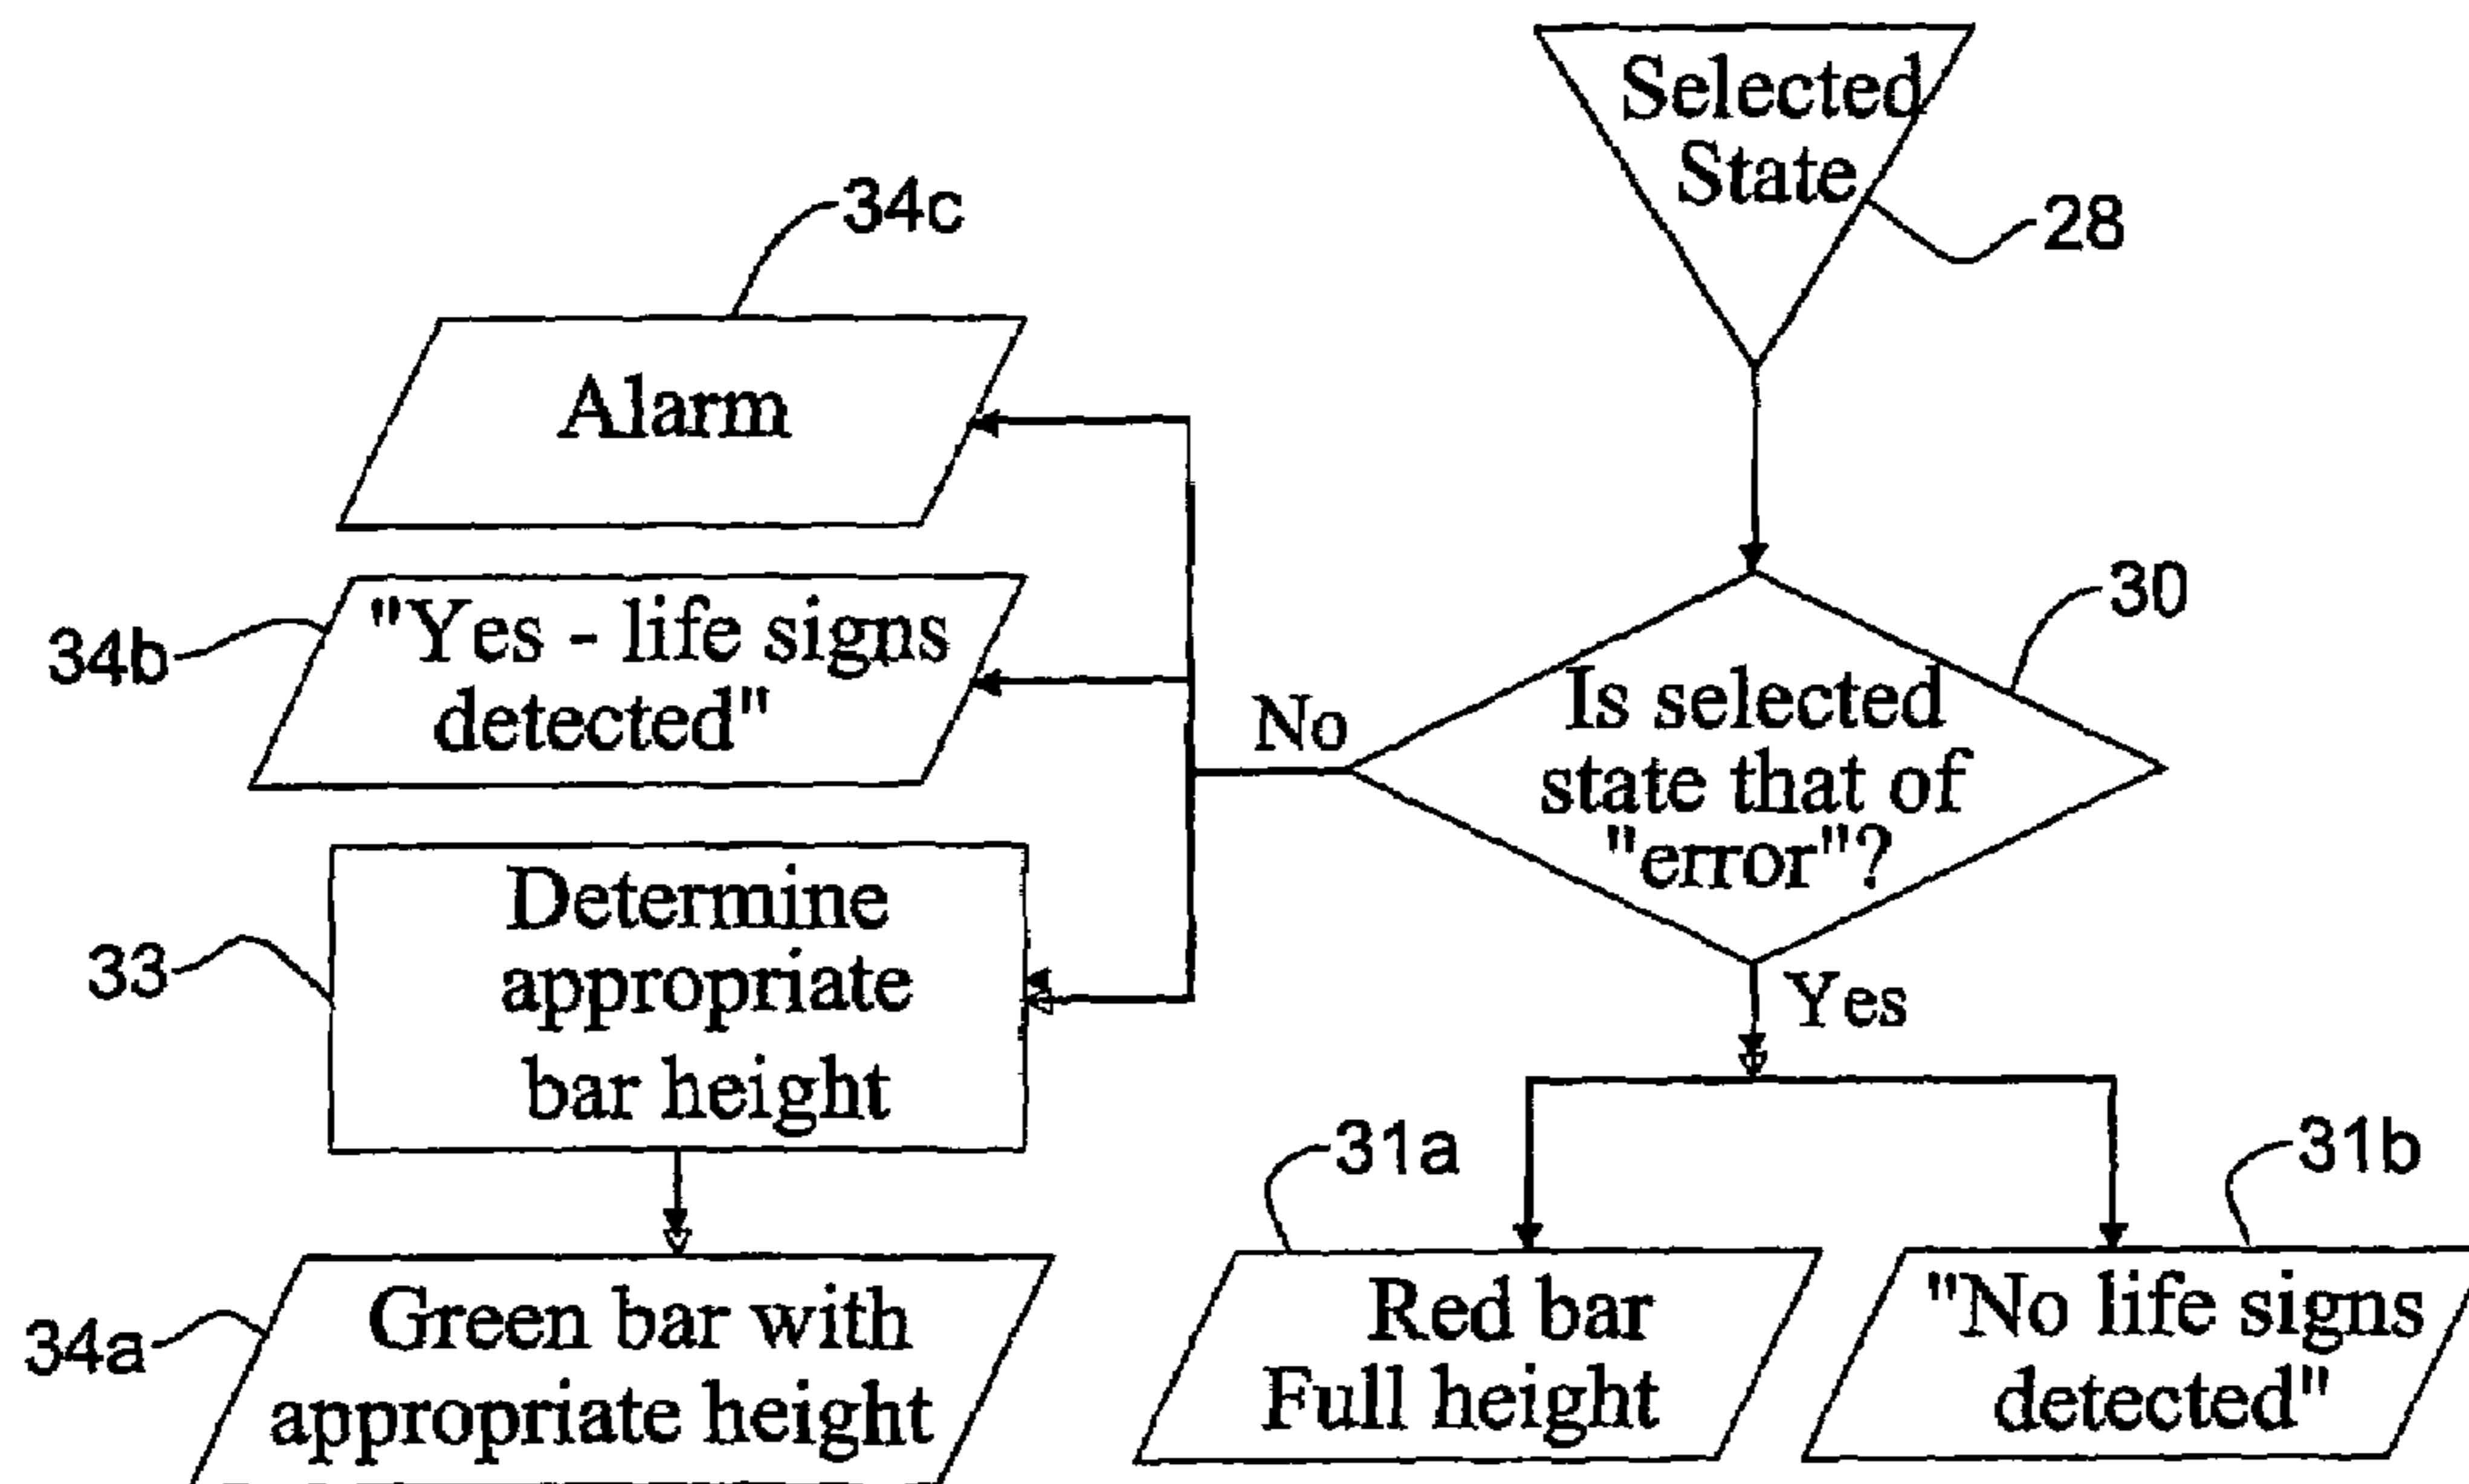 Selected
State
28
34c
Alarm
30
34b
"Yes - life signs
detected"
No
Is selected
state that of
"error"?
33
Determine
appropriate
bar height
Yes
31a
31b
34a
Green bar with
appropriate height
Red bar
Full height
"No life signs
detected"